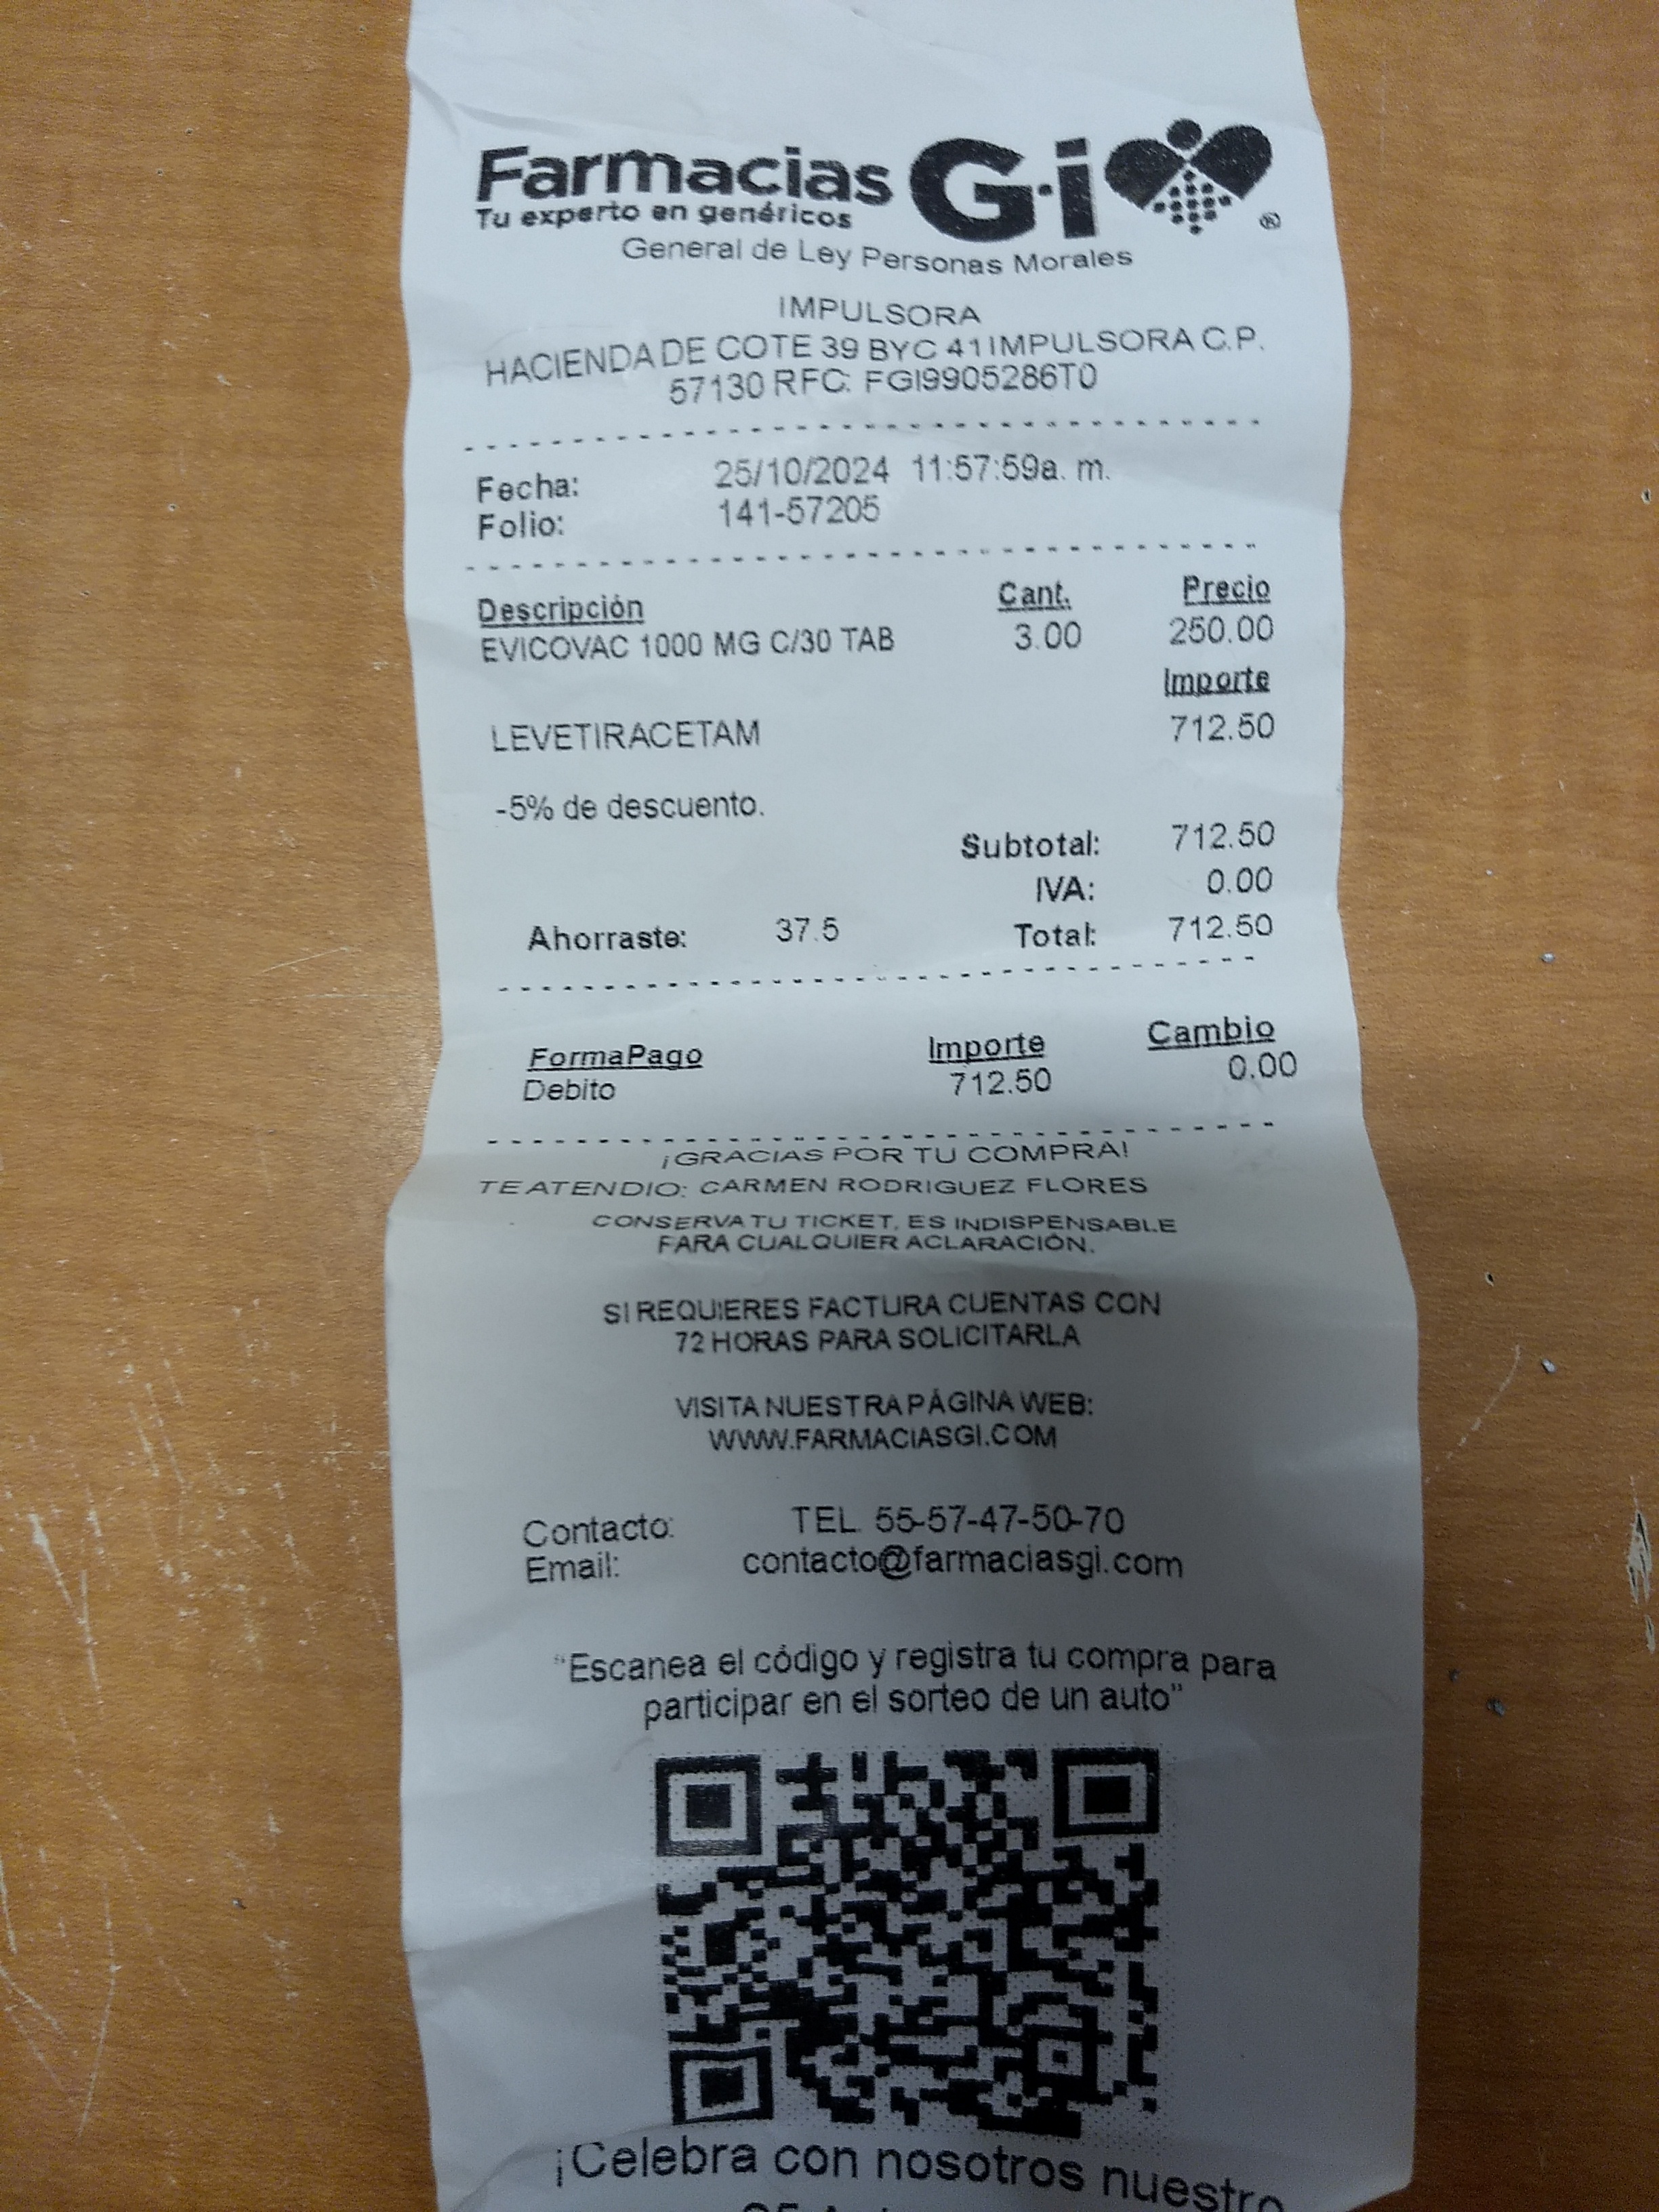 Farmacias G·i ®
Tu experto en genéricos
General de Ley Personas Morales
IMPULSORA
HACIENDA DE COTE 39 BYC 41 IMPULSORA C.P.
57130 RFC: FGI9905286T0
Fecha: 25/10/2024 11:57:59a. m.
Folio: 141-57205
Descripción Cant. Precio
EVICOVAC 1000 MG C/30 TAB 3.00 250.00
Importe
LEVETIRACETAM 712.50
-5% de descuento.
Subtotal: 712.50
IVA: 0.00
Ahorraste: 37.5 Total: 712.50
FormaPago Importe Cambio
Debito 712.50 0.00
¡GRACIAS POR TU COMPRA!
TE ATENDIO: CARMEN RODRIGUEZ FLORES
CONSERVA TU TICKET, ES INDISPENSABLE
PARA CUALQUIER ACLARACIÓN.
SI REQUIERES FACTURA CUENTAS CON
72 HORAS PARA SOLICITARLA
VISITA NUESTRA PÁGINA WEB:
WWW.FARMACIASGI.COM
Contacto: TEL. 55-57-47-50-70
Email: contacto@farmaciasgi.com
"Escanea el código y registra tu compra para
participar en el sorteo de un auto"
¡Celebra con nosotros nuestro